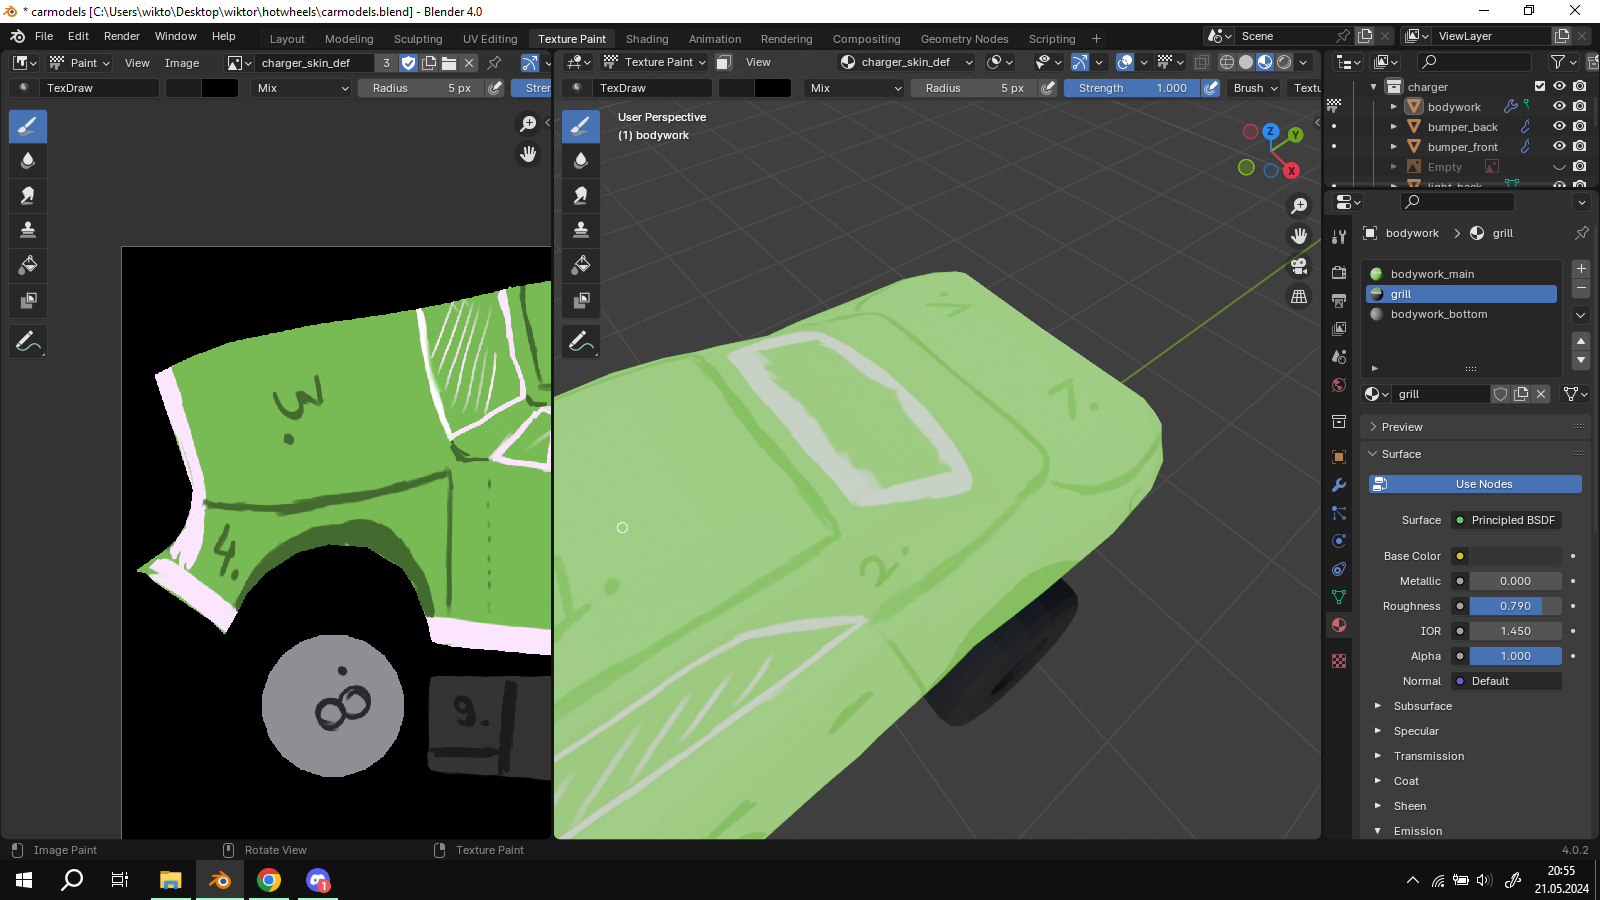 * carmodels [C:\Users\wikto\Desktop\wiktor\hotwheels\carmodels.blend] - Blender 4.0
File Edit Render Window Help Layout Modeling Sculpting UV Editing Texture Paint Shading Animation Rendering Compositing Geometry Nodes Scripting + Scene ViewLayer
Paint View Image charger_skin_def 3 Texture Paint View charger_skin_def
TexDraw Mix Radius 5 px Stren TexDraw Mix Radius 5 px Strength 1.000 Brush Textu
charger
bodywork
bumper_back
bumper_front
Empty
light_back
User Perspective
(1) bodywork
Z
Y
X
bodywork > grill
bodywork_main
grill
bodywork_bottom
grill
Preview
Surface
Use Nodes
Surface Principled BSDF
Base Color
Metallic 0.000
Roughness 0.790
IOR 1.450
Alpha 1.000
Normal Default
Subsurface
Specular
Transmission
Coat
Sheen
Emission
3.
4.
8.
9.
1.
2.
Image Paint Rotate View Texture Paint 4.0.2
1
20:55
21.05.2024